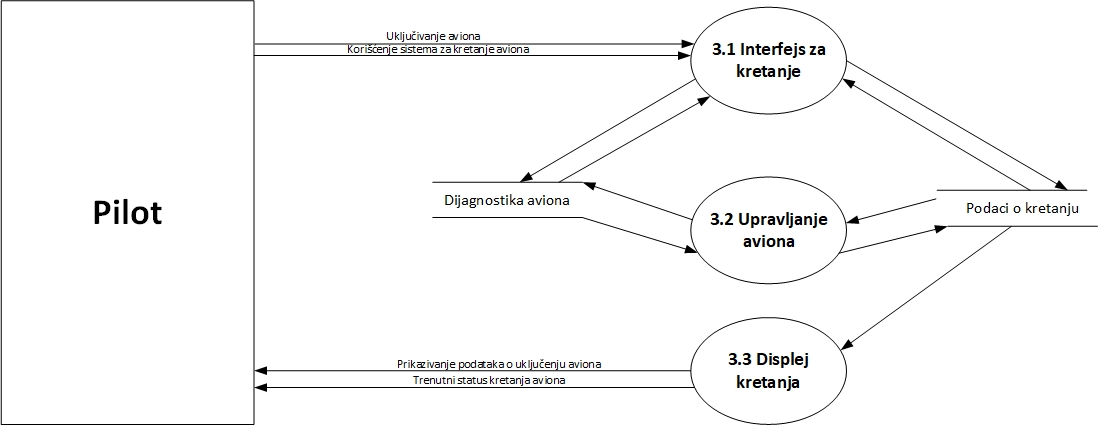 Uključivanje aviona
Korišćenje sistema za kretanje aviona
3.1 Interfejs za
kretanje
Pilot
Dijagnostika aviona
3.2 Upravljanje
aviona
Podaci o kretanju
3.3 Displej
kretanja
Prikazivanje podataka o uključenju aviona
Trenutni status kretanja aviona